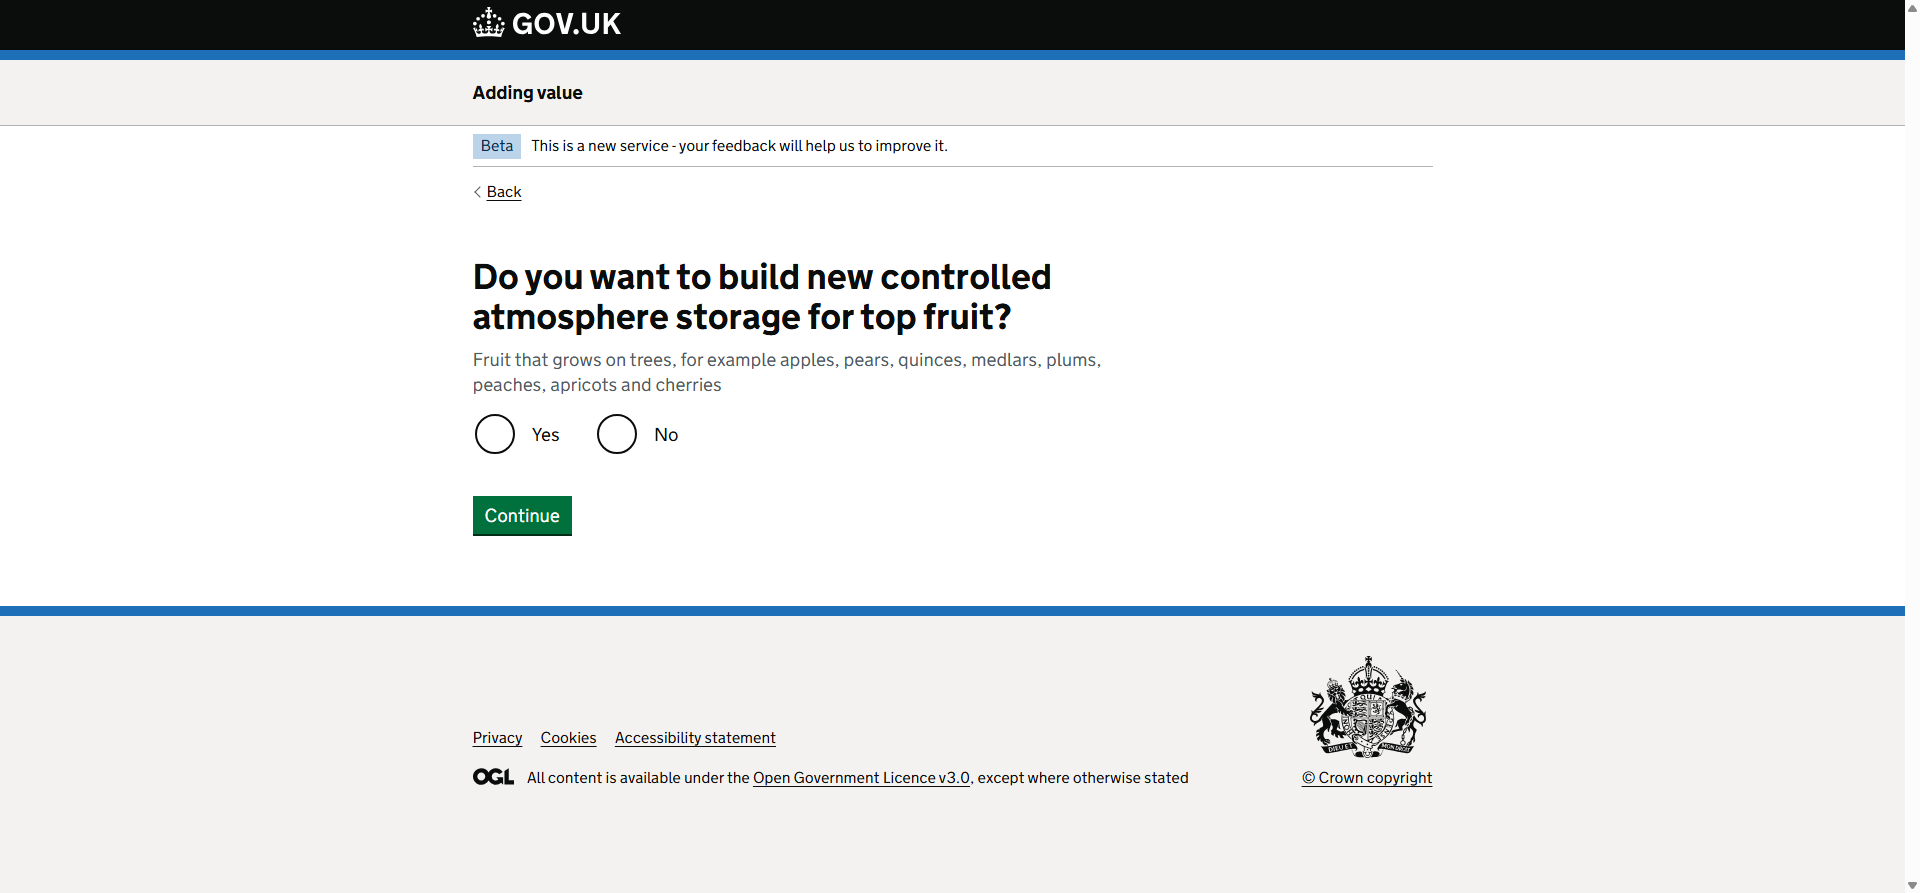 GOV.UK
Adding value
Beta This is a new service - your feedback will help us to improve it.
Back
Do you want to build new controlled
atmosphere storage for top fruit?
Fruit that grows on trees, for example apples, pears, quinces, medlars, plums,
peaches, apricots and cherries
Yes No
Continue
Privacy Cookies Accessibility statement
OGL All content is available under the Open Government Licence v3.0, except where otherwise stated
© Crown copyright